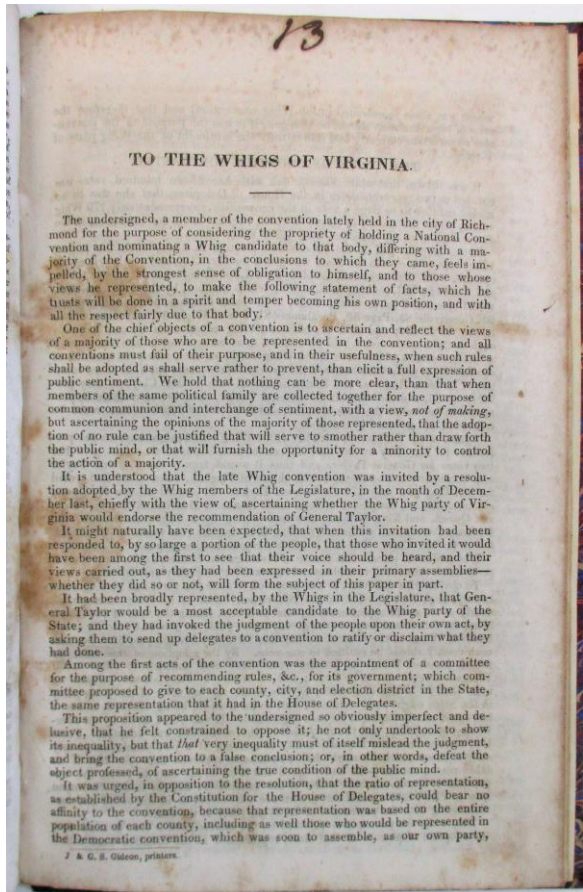 13
TO THE WHIGS OF VIRGINIA.
The undersigned, a member of the convention lately held in the city of Rich-
mond for the purpose of considering the propriety of holding a National Con-
vention and nominating a Whig candidate to that body, differing with a ma-
jority of the Convention, in the conclusions to which they came, feels im-
pelled, by the strongest sense of obligation to himself, and to those whose
views he represented, to make the following statement of facts, which he
trusts will be done in a spirit and temper becoming his own position, and with
all the respect fairly due to that body.
One of the chief objects of a convention is to ascertain and reflect the views
of a majority of those who are to be represented in the convention; and all
conventions must fail of their purpose, and in their usefulness, when such rules
shall be adopted as shall serve rather to prevent, than elicit a full expression of
public sentiment. We hold that nothing can be more clear, than that when
members of the same political family are collected together for the purpose of
common communion and interchange of sentiment, with a view, not of making,
but ascertaining the opinions of the majority of those represented, that the adop-
tion of no rule can be justified that will serve to smother rather than draw forth
the public mind, or that will furnish the opportunity for a minority to control
the action of a majority.
It is understood that the late Whig convention was invited by a resolu-
tion adopted by the Whig members of the Legislature, in the month of Decem-
ber last, chiefly with the view of ascertaining whether the Whig party of Vir-
ginia would endorse the recommendation of General Taylor.
It might naturally have been expected, that when this invitation had been
responded to, by so large a portion of the people, that those who invited it would
have been among the first to see that their voice should be heard, and their
views carried out, as they had been expressed in their primary assemblies—
whether they did so or not, will form the subject of this paper in part.
It had been broadly represented, by the Whigs in the Legislature, that Gen-
eral Taylor would be a most acceptable candidate to the Whig party of the
State; and they had invoked the judgment of the people upon their own act, by
asking them to send up delegates to a convention to ratify or disclaim what they
had done.
Among the first acts of the convention was the appointment of a committee
for the purpose of recommending rules, &c., for its government; which com-
mittee proposed to give to each county, city, and election district in the State,
the same representation that it had in the House of Delegates.
This proposition appeared to the undersigned so obviously imperfect and de-
lusive, that he felt constrained to oppose it; he not only undertook to show
its inequality, but that that very inequality must of itself mislead the judgment,
and bring the convention to a false conclusion; or, in other words, defeat the
object professed, of ascertaining the true condition of the public mind.
It was urged, in opposition to the resolution, that the ratio of representation,
as established by the Constitution for the House of Delegates, could bear no
affinity to the convention, because that representation was based on the entire
population of each county, including as well those who would be represented in
the Democratic convention, which was soon to assemble, as our own party,
J & G. S. Gideon, printers.